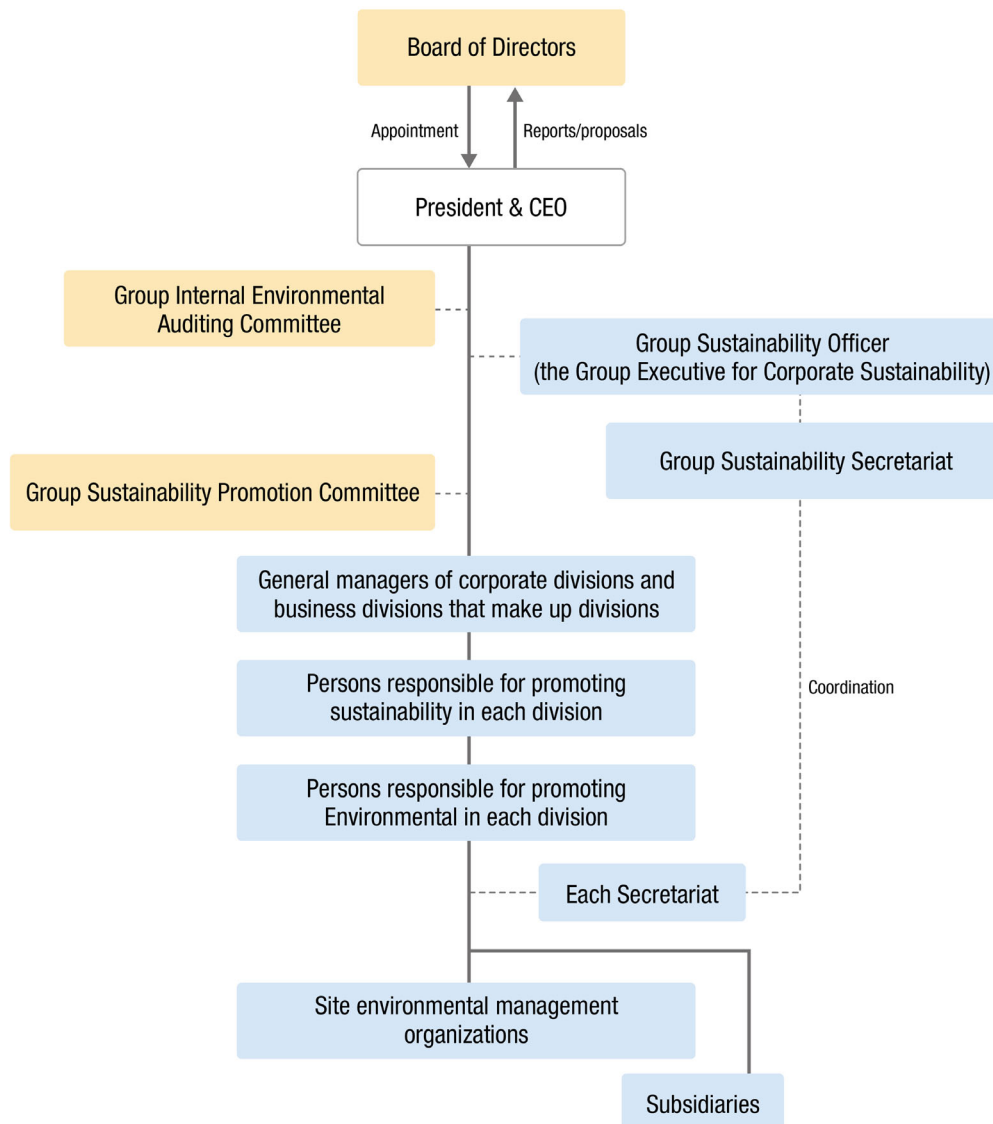 Board of Directors
Appointment
Reports/proposals
President & CEO
Group Internal Environmental
Auditing Committee
Group Sustainability Officer
(the Group Executive for Corporate Sustainability)
Group Sustainability Secretariat
Group Sustainability Promotion Committee
General managers of corporate divisions and
business divisions that make up divisions
Persons responsible for promoting
sustainability in each division
Coordination
Persons responsible for promoting
Environmental in each division
Each Secretariat
Site environmental management
organizations
Subsidiaries